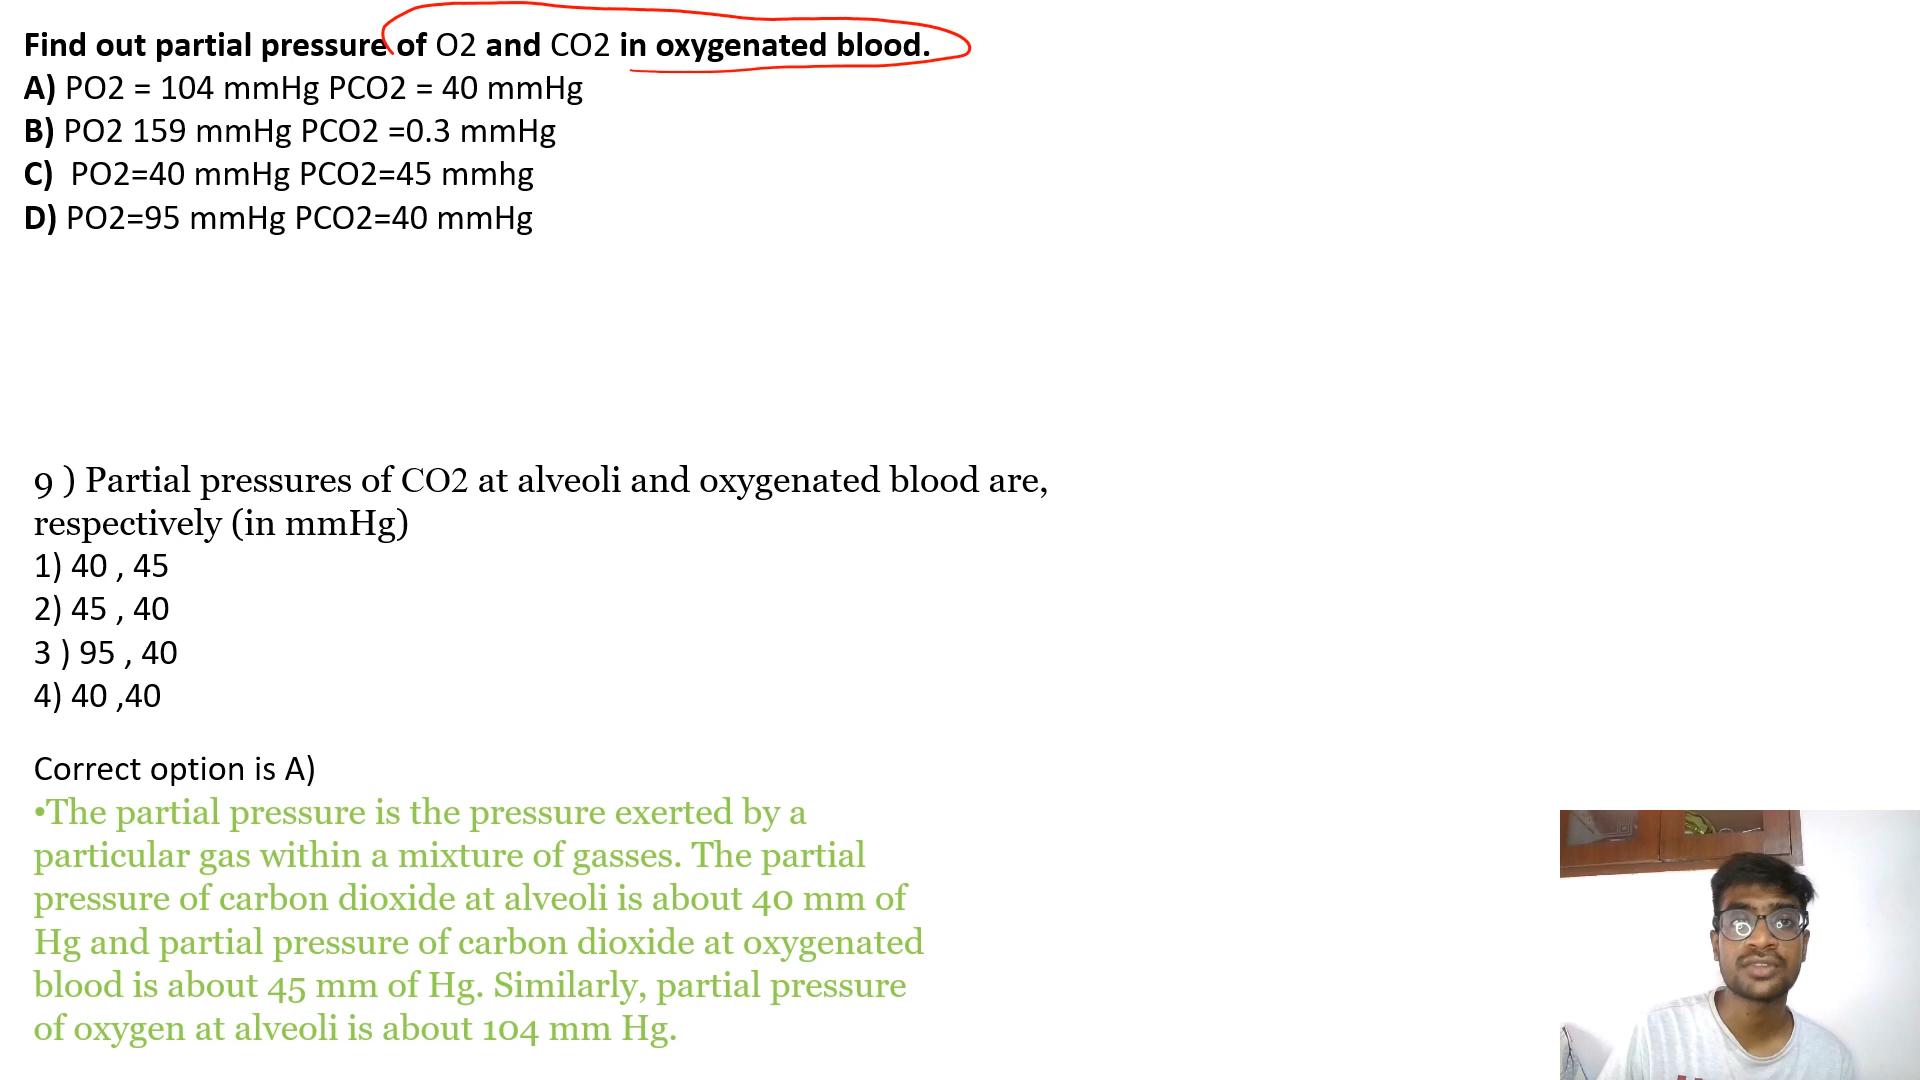 Find out partial pressure of O2 and CO2 in oxygenated blood.
A) PO2 = 104 mmHg PCO2 = 40 mmHg
B) PO2 159 mmHg PCO2 =0.3 mmHg
C) PO2=40 mmHg PCO2=45 mmhg
D) PO2=95 mmHg PCO2=40 mmHg
9 ) Partial pressures of CO2 at alveoli and oxygenated blood are,
respectively (in mmHg)
1) 40 , 45
2) 45 , 40
3 ) 95 , 40
4) 40 ,40
Correct option is A)
•The partial pressure is the pressure exerted by a
particular gas within a mixture of gasses. The partial
pressure of carbon dioxide at alveoli is about 40 mm of
Hg and partial pressure of carbon dioxide at oxygenated
blood is about 45 mm of Hg. Similarly, partial pressure
of oxygen at alveoli is about 104 mm Hg.